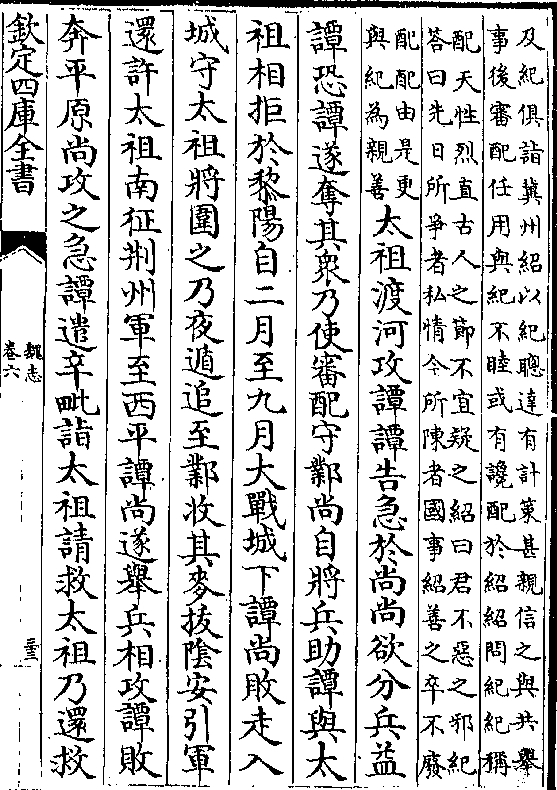 及紀俱詣冀州紹以紀聰達有計策甚親信之與共舉
事後審配任用與紀不睦或有讒配於紹紹問紀紀稱
配天性烈直古人之節不宜疑之紹曰君不惡之邪紀
答曰先日所爭者私情今所陳者國事紹善之卒不廢
配配由是更
與紀為親善
太祖渡河攻譚譚告急於尚尚欲分兵益
譚恐譚遂奪其衆乃使審配守鄴尚自將兵助譚與太
祖相拒於黎陽自二月至九月大戰城下譚尚敗走入
城守太祖將圍之乃夜遁追至鄴收其麥拔陰安引軍
還許太祖南征荆州軍至西平譚尚遂舉兵相攻譚敗
奔平原尚攻之急譚遣辛毗詣太祖請救太祖乃還救
欽定四庫全書
魏志
卷六